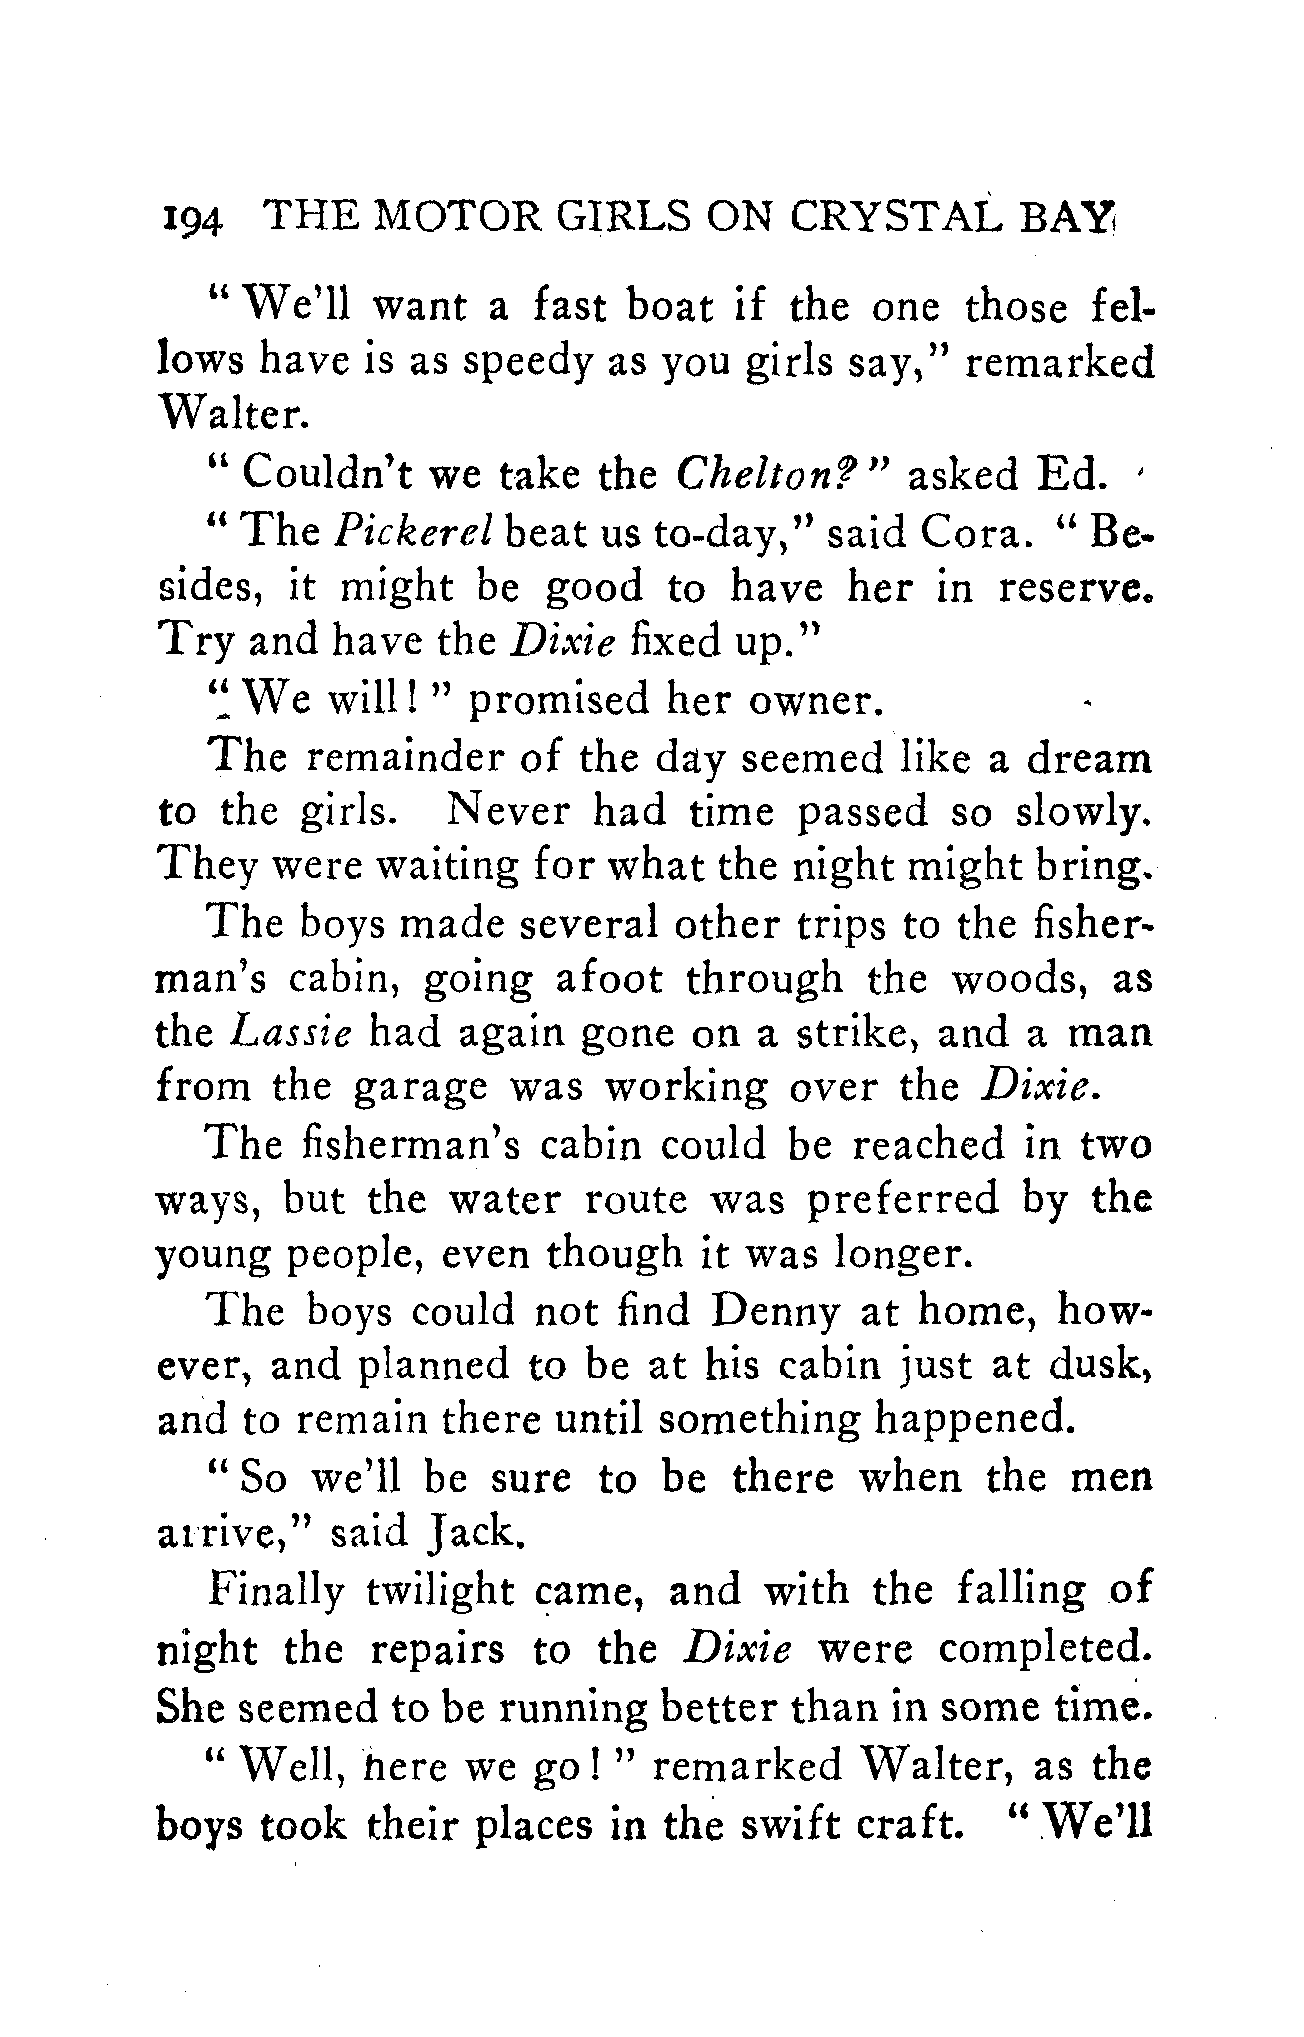 194 THE MOTOR GIRLS ON CRYSTAL BAY
" We'll want a fast boat if the one those fel-
lows have is as speedy as you girls say," remarked
Walter.
" Couldn't we take the Chelton? " asked Ed.
" The Pickerel beat us to-day," said Cora. " Be-
sides, it might be good to have her in reserve.
Try and have the Dixie fixed up."
" We will! " promised her owner.
The remainder of the day seemed like a dream
to the girls. Never had time passed so slowly.
They were waiting for what the night might bring.
The boys made several other trips to the fisher-
man's cabin, going afoot through the woods, as
the Lassie had again gone on a strike, and a man
from the garage was working over the Dixie.
The fisherman's cabin could be reached in two
ways, but the water route was preferred by the
young people, even though it was longer.
The boys could not find Denny at home, how-
ever, and planned to be at his cabin just at dusk,
and to remain there until something happened.
" So we'll be sure to be there when the men
arrive," said Jack.
Finally twilight came, and with the falling of
night the repairs to the Dixie were completed.
She seemed to be running better than in some time.
" Well, here we go! " remarked Walter, as the
boys took their places in the swift craft. " We'll